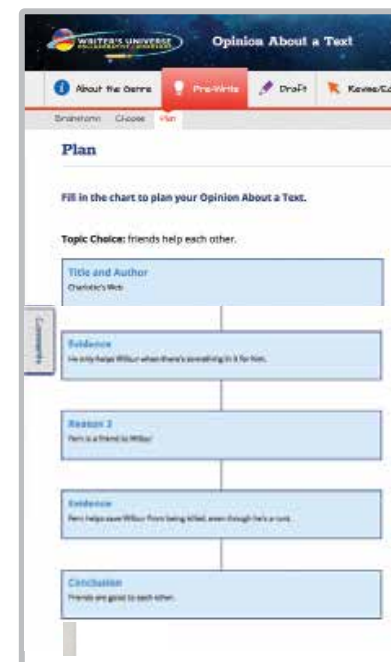 WRITER'S UNIVERSE
Opinion About a Text
About the Genre
Pre-Write
Draft
Revise/Ed
Brainstorm Choose Plan
Plan
Fill in the chart to plan your Opinion About a Text.
Topic Choice: friends help each other.
Title and Author
Charlotte's Web
Comments
Evidence
He only helps Wilbur when there's something in it for him.
Reason 2
Fern is a friend to Wilbur
Evidence
Fern helps save Wilbur from being killed, even though he's a runt.
Conclusion
Friends are good to each other.